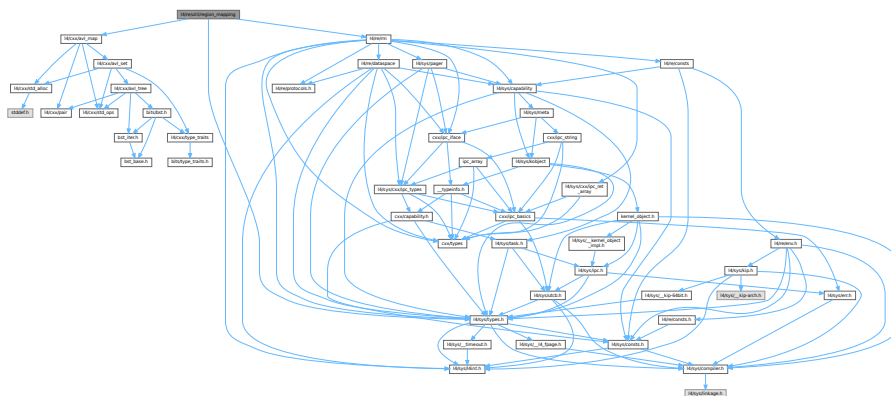 l4/re/util/region_mapping
l4/cxx/avl_map
l4/re/rm
l4/cxx/avl_set
l4/re/dataspace
l4/sys/pager
l4/re/consts
l4/cxx/std_alloc
l4/cxx/avl_tree
l4/re/protocols.h
l4/sys/capability
stddef.h
l4/cxx/pair
l4/cxx/std_ops
bits/bst.h
l4/sys/meta
bst_iter.h
l4/cxx/type_traits
cxx/ipc_iface
cxx/ipc_string
bst_base.h
bits/type_traits.h
ipc_array
l4/sys/kobject
l4/sys/cxx/ipc_types
__typeinfo.h
l4/sys/cxx/ipc_ret
_array
cxx/capability.h
cxx/ipc_basics
kernel_object.h
cxx/types
l4/sys/task.h
l4/sys/__kernel_object
_impl.h
l4/re/env.h
l4/sys/ipc.h
l4/sys/kip.h
l4/sys/utcb.h
l4/sys/__kip-64bit.h
l4/sys/__kip-arch.h
l4/sys/err.h
l4/sys/types.h
l4/re/consts.h
l4/sys/__timeout.h
l4/sys/__l4_fpage.h
l4/sys/consts.h
l4/sys/l4int.h
l4/sys/compiler.h
l4/sys/linkage.h